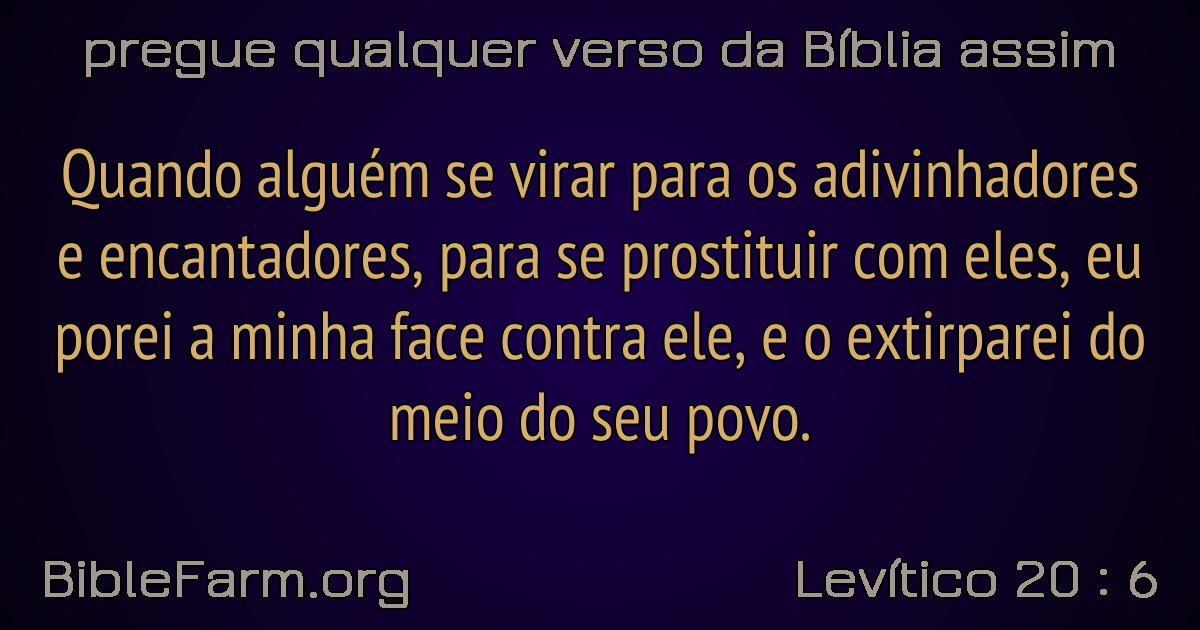 pregue qualquer verso da Bíblia assim
Quando alguém se virar para os adivinhadores
e encantadores, para se prostituir com eles, eu
porei a minha face contra ele, e o extirparei do
meio do seu povo.
BibleFarm.org
Levítico 20 : 6